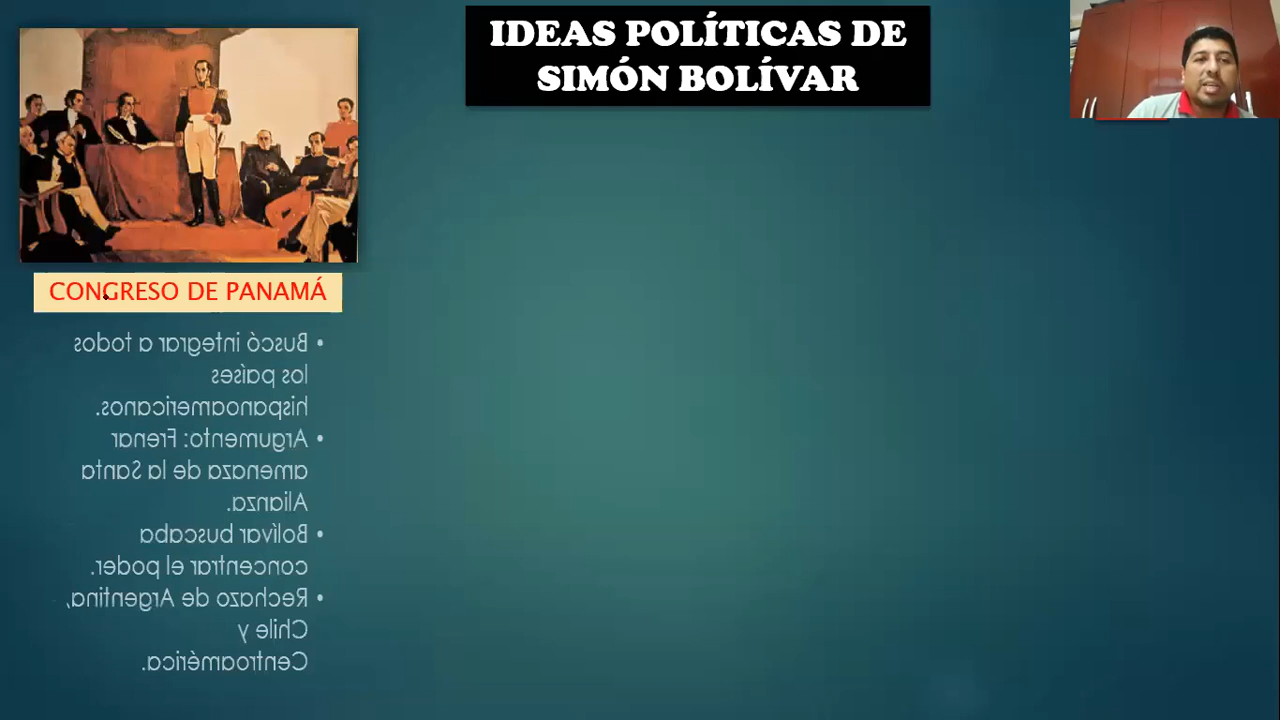 IDEAS POLÍTICAS DE
SIMÓN BOLÍVAR
CONGRESO DE PANAMÁ
• Buscó integrar a todos
los países
hispanoamericanos.
• Argumento: Frenar
amenaza de la Santa
Alianza.
• Bolívar buscaba
concentrar el poder.
• Rechazo de Argentina,
Chile y
Centroamérica.